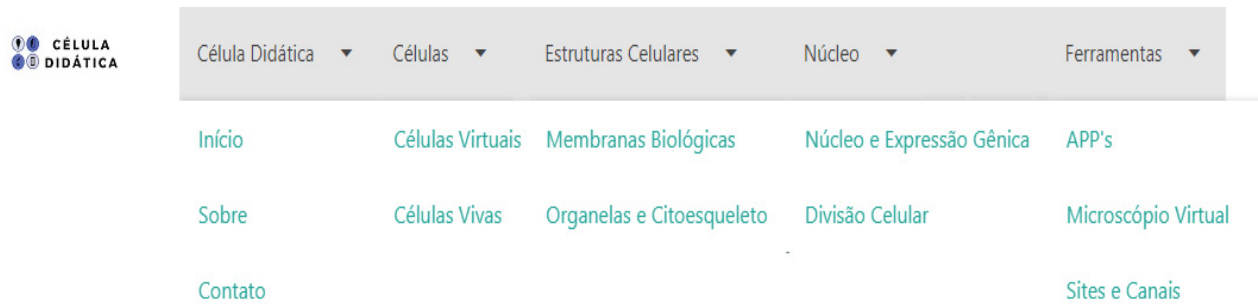 CÉLULA
DIDÁTICA
Célula Didática Células Estruturas Celulares Núcleo Ferramentas
Início Células Virtuais Membranas Biológicas Núcleo e Expressão Gênica APP's
Sobre Células Vivas Organelas e Citoesqueleto Divisão Celular Microscópio Virtual
Contato Sites e Canais